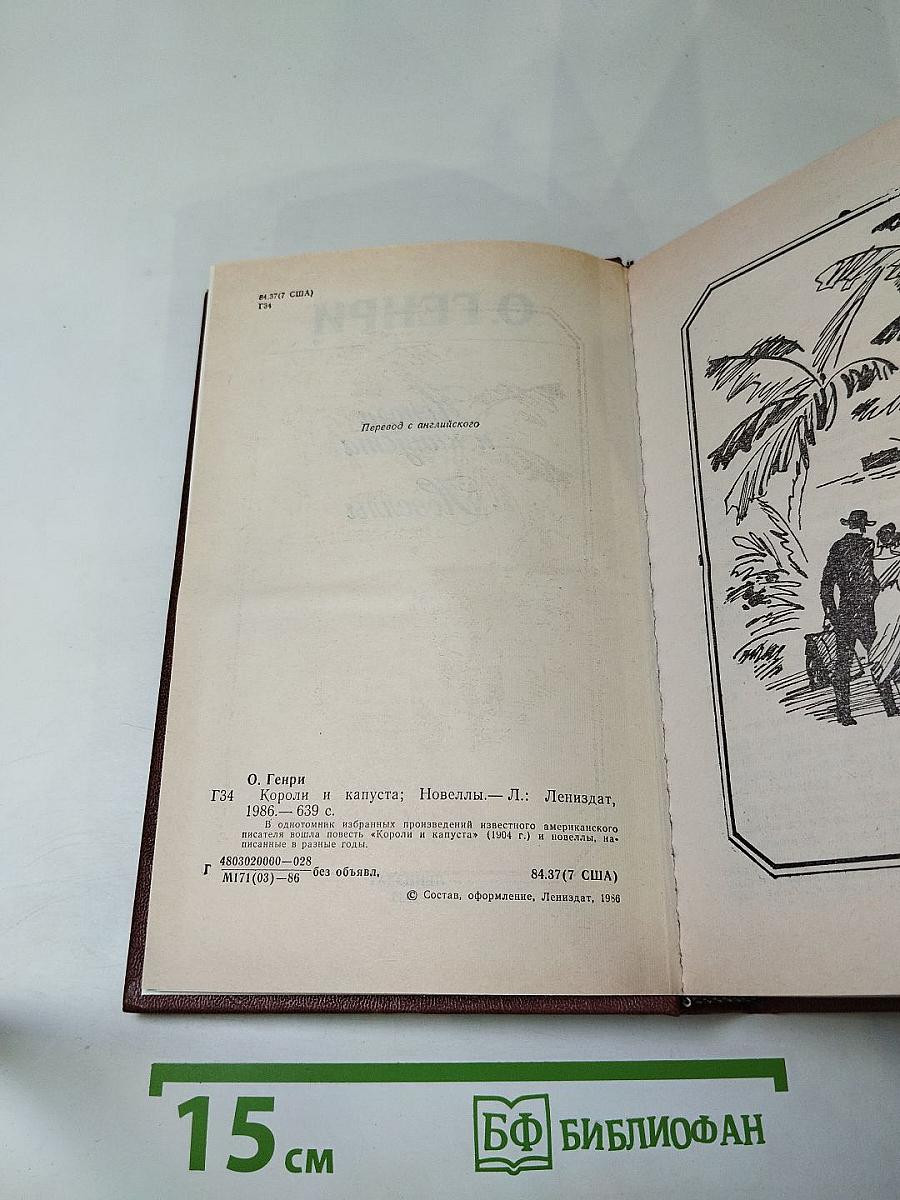 84.37(7 США)
Г34
О. ГЕНРИ
Перевод с английского
О. Генри
Г34 Короли и капуста; Новеллы.— Л.: Лениздат,
1986.— 639 с.
В однотомник избранных произведений известного американского
писателя вошла повесть «Короли и капуста» (1904 г.) и новеллы, на-
писанные в разные годы.
Г 4803020000—028
М171(03)—86 без объявл. 84.37(7 США)
© Состав, оформление, Лениздат, 1986
15 см
БФ БИБЛИОФАН